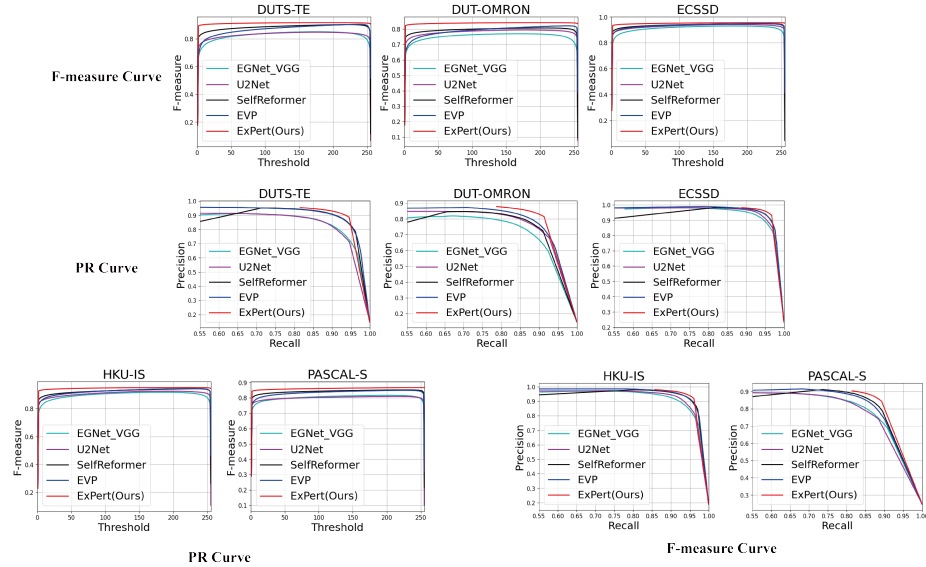 DUTS-TE DUT-OMRON ECSSD
F-measure Curve
F-measure
0.8
0.6
0.4
0.2
EGNet_VGG
U2Net
SelfReformer
EVP
ExPert(Ours)
0 50 100 150 200 250
Threshold
F-measure
0.8
0.7
0.6
0.5
0.4
0.3
0.2
0.1
EGNet_VGG
U2Net
SelfReformer
EVP
ExPert(Ours)
0 50 100 150 200 250
Threshold
F-measure
1.0
0.8
0.6
0.4
0.2
EGNet_VGG
U2Net
SelfReformer
EVP
ExPert(Ours)
0 50 100 150 200 250
Threshold
DUTS-TE DUT-OMRON ECSSD
PR Curve
Precision
1.0
0.9
0.8
0.7
0.6
0.5
0.4
0.3
0.2
EGNet_VGG
U2Net
SelfReformer
EVP
ExPert(Ours)
0.55 0.60 0.65 0.70 0.75 0.80 0.85 0.90 0.95 1.00
Recall
Precision
0.9
0.8
0.7
0.6
0.5
0.4
0.3
0.2
EGNet_VGG
U2Net
SelfReformer
EVP
ExPert(Ours)
0.55 0.60 0.65 0.70 0.75 0.80 0.85 0.90 0.95 1.00
Recall
Precision
1.0
0.9
0.8
0.7
0.6
0.5
0.4
0.3
0.2
EGNet_VGG
U2Net
SelfReformer
EVP
ExPert(Ours)
0.55 0.60 0.65 0.70 0.75 0.80 0.85 0.90 0.95 1.00
Recall
HKU-IS PASCAL-S HKU-IS PASCAL-S
F-measure
0.8
0.6
0.4
0.2
EGNet_VGG
U2Net
SelfReformer
EVP
ExPert(Ours)
0 50 100 150 200 250
Threshold
F-measure
0.9
0.8
0.7
0.6
0.5
0.4
0.3
0.2
0.1
EGNet_VGG
U2Net
SelfReformer
EVP
ExPert(Ours)
0 50 100 150 200 250
Threshold
Precision
1.0
0.9
0.8
0.7
0.6
0.5
0.4
0.3
0.2
EGNet_VGG
U2Net
SelfReformer
EVP
ExPert(Ours)
0.55 0.60 0.65 0.70 0.75 0.80 0.85 0.90 0.95 1.00
Recall
Precision
0.9
0.8
0.7
0.6
0.5
0.4
0.3
EGNet_VGG
U2Net
SelfReformer
EVP
ExPert(Ours)
0.55 0.60 0.65 0.70 0.75 0.80 0.85 0.90 0.95 1.00
Recall
PR Curve
F-measure Curve